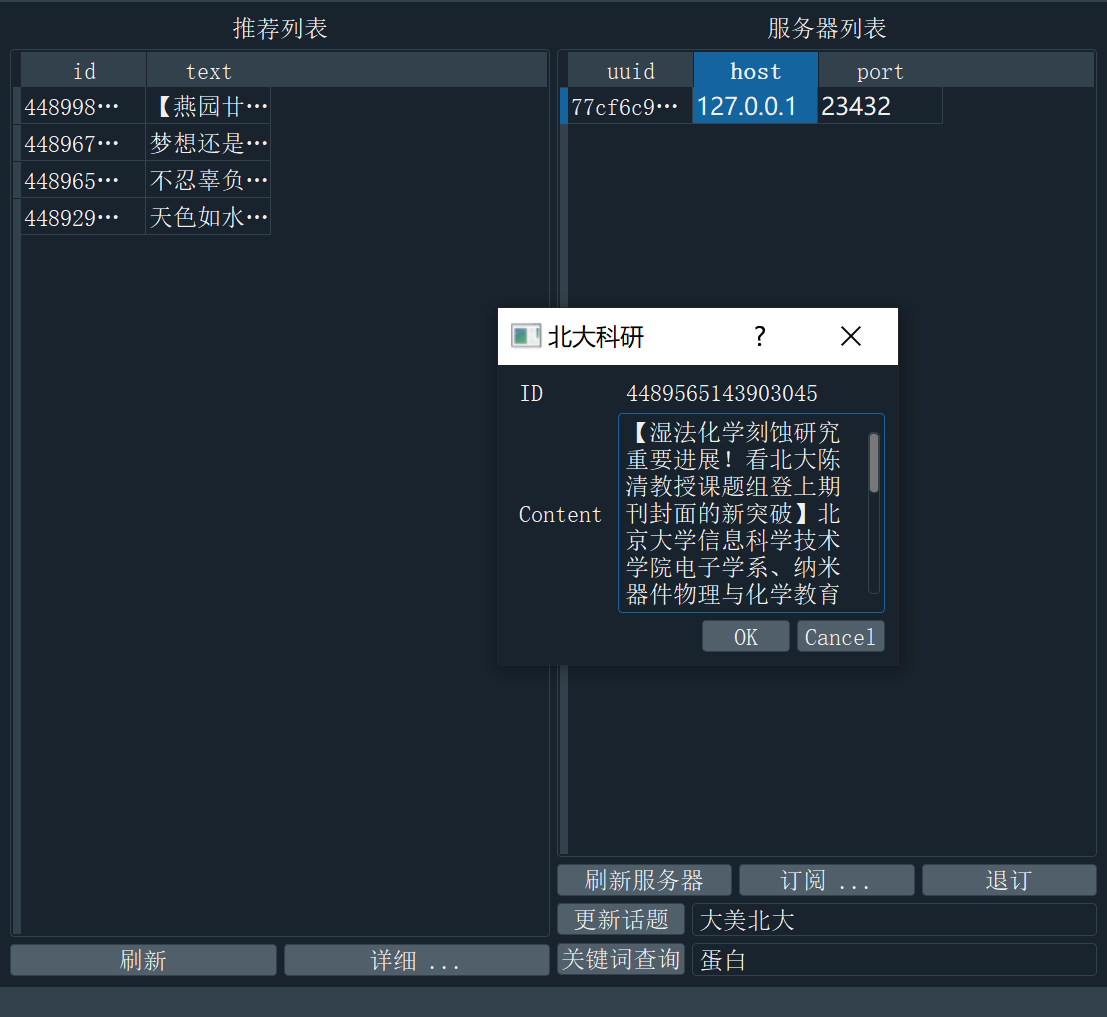 推荐列表
服务器列表
id text
448998… 【燕园廿…
448967… 梦想还是…
448965… 不忍辜负…
448929… 天色如水…
uuid host port
77cf6c9… 127.0.0.1 23432
北大科研 ?
ID 4489565143903045
Content
【湿法化学刻蚀研究
重要进展！看北大陈
清教授课题组登上期
刊封面的新突破】北
京大学信息科学技术
学院电子学系、纳米
器件物理与化学教育
OK Cancel
刷新服务器 订阅 ... 退订
更新话题 大美北大
关键词查询 蛋白
刷新 详细 ...